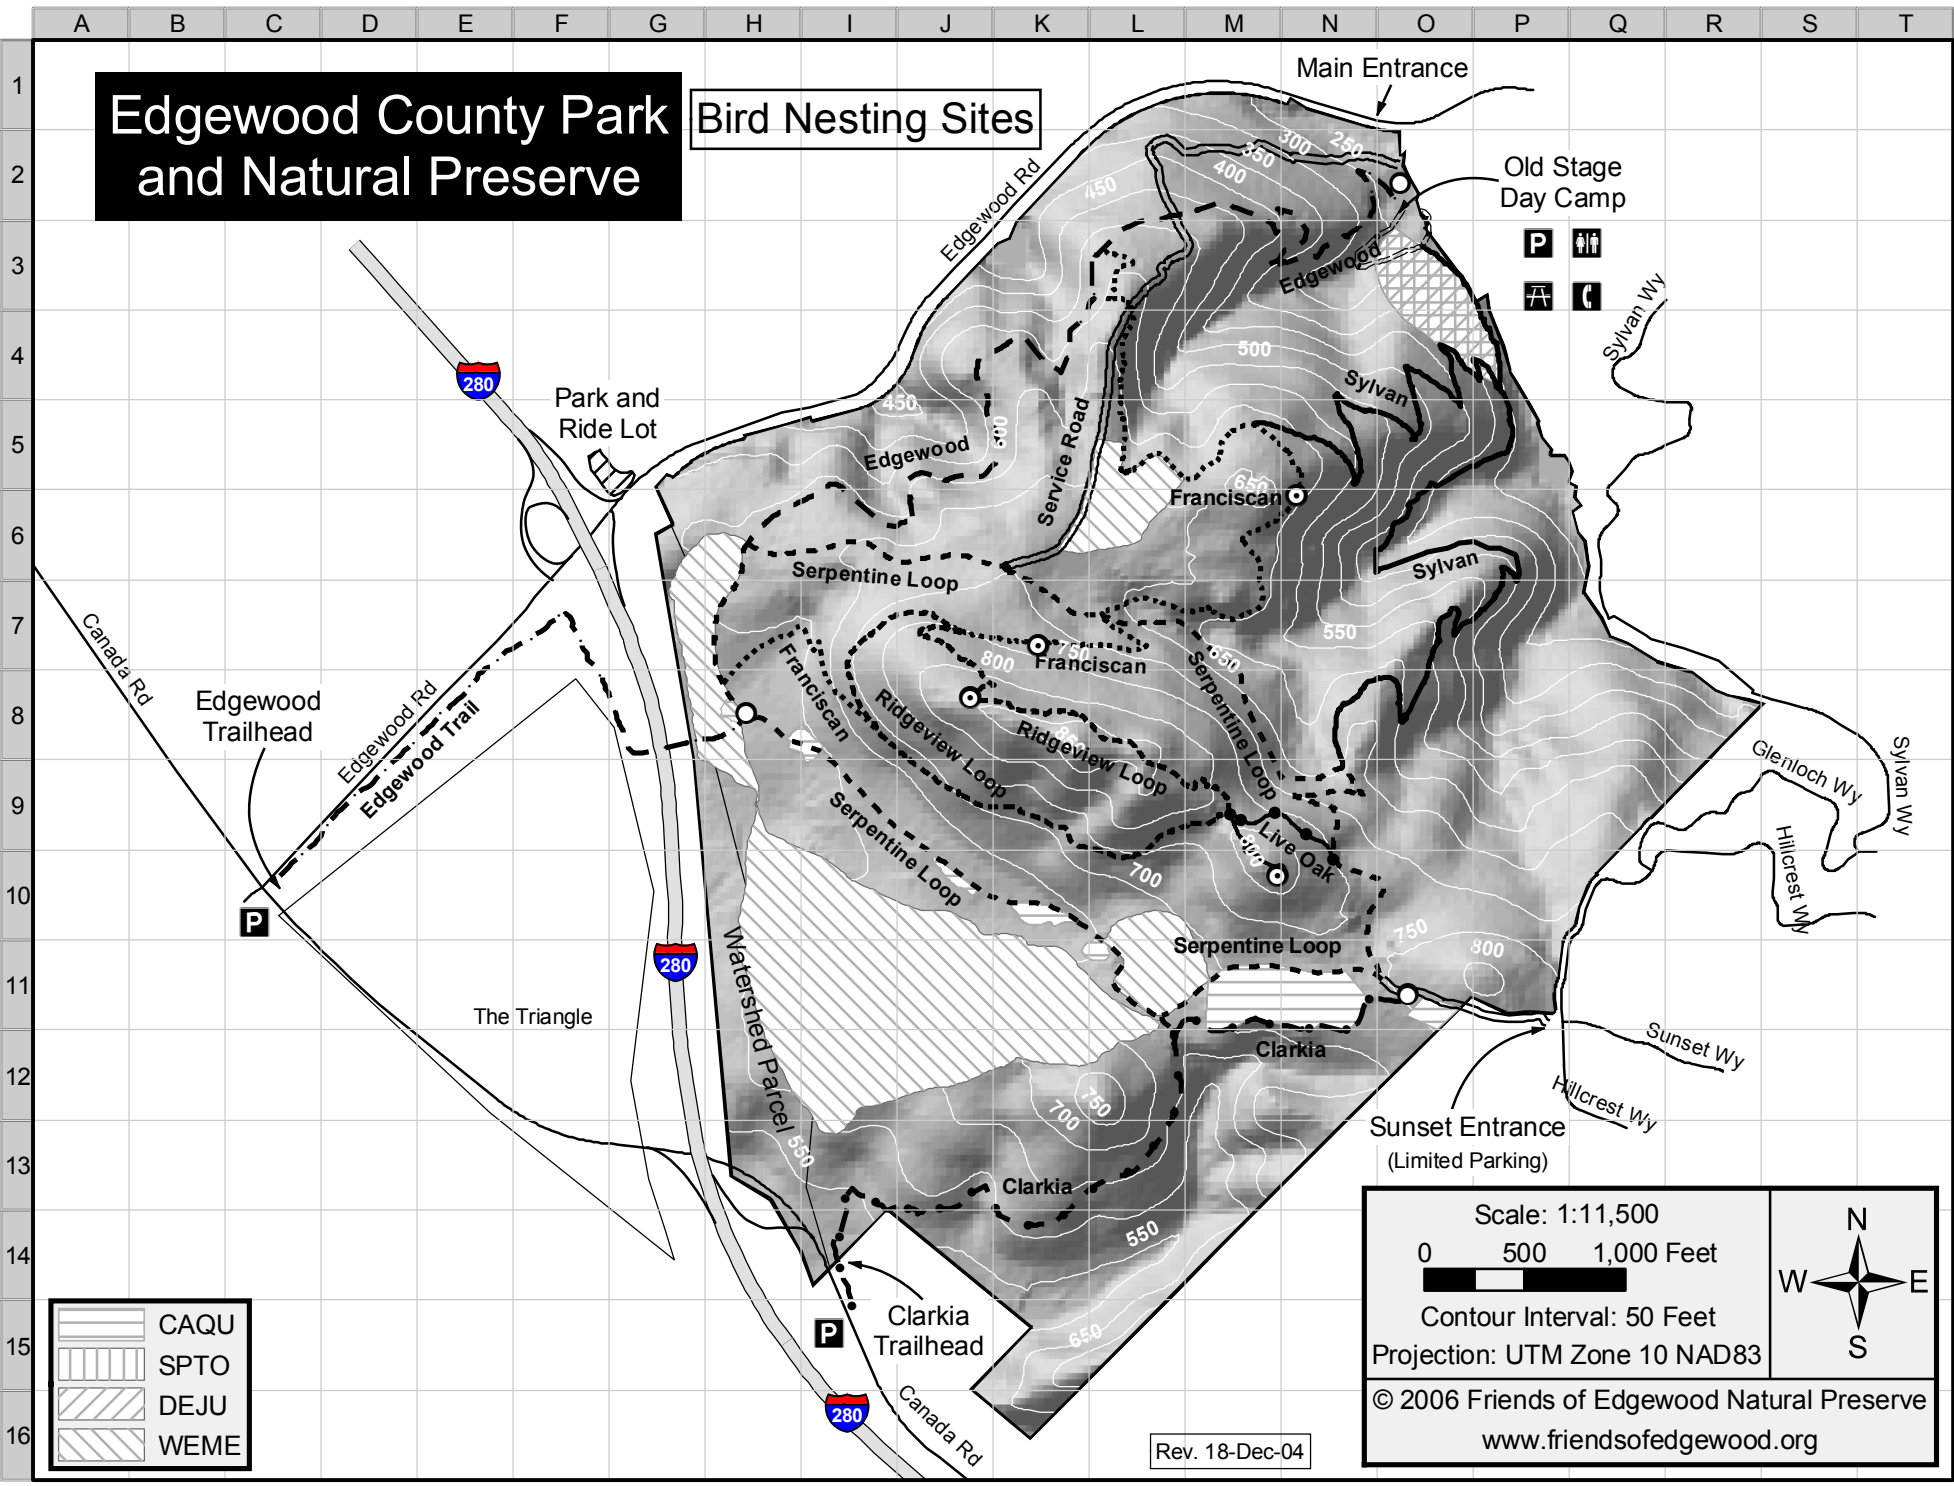 A B C D E F G H I J K L M N O P Q R S T
1
2
3
4
5
6
7
8
9
10
11
12
13
14
15
16
Edgewood County Park
and Natural Preserve
Bird Nesting Sites
Main Entrance
Old Stage
Day Camp
P
Edgewood Rd
250
300
350
400
450
Edgewood
Sylvan Wy
280
Park and
Ride Lot
450
500
Sylvan
Edgewood
600
Service Road
650
Franciscan
Serpentine Loop
Sylvan
550
Canada Rd
Edgewood
Trailhead
Edgewood Rd
Edgewood Trail
Franciscan
750
800
Franciscan
650
Serpentine Loop
Ridgeview Loop
Ridgeview Loop
Glenloch Wy
Sylvan Wy
Serpentine Loop
Live Oak
800
700
Hillcrest Wy
P
280
Watershed Parcel
Serpentine Loop
750
800
The Triangle
Clarkia
Sunset Wy
Hillcrest Wy
750
700
550
Sunset Entrance
(Limited Parking)
Clarkia
550
Clarkia
Trailhead
P
650
280
Canada Rd
Rev. 18-Dec-04
CAQU
SPTO
DEJU
WEME
Scale: 1:11,500
0 500 1,000 Feet
Contour Interval: 50 Feet
Projection: UTM Zone 10 NAD83
N
W E
S
© 2006 Friends of Edgewood Natural Preserve
www.friendsofedgewood.org